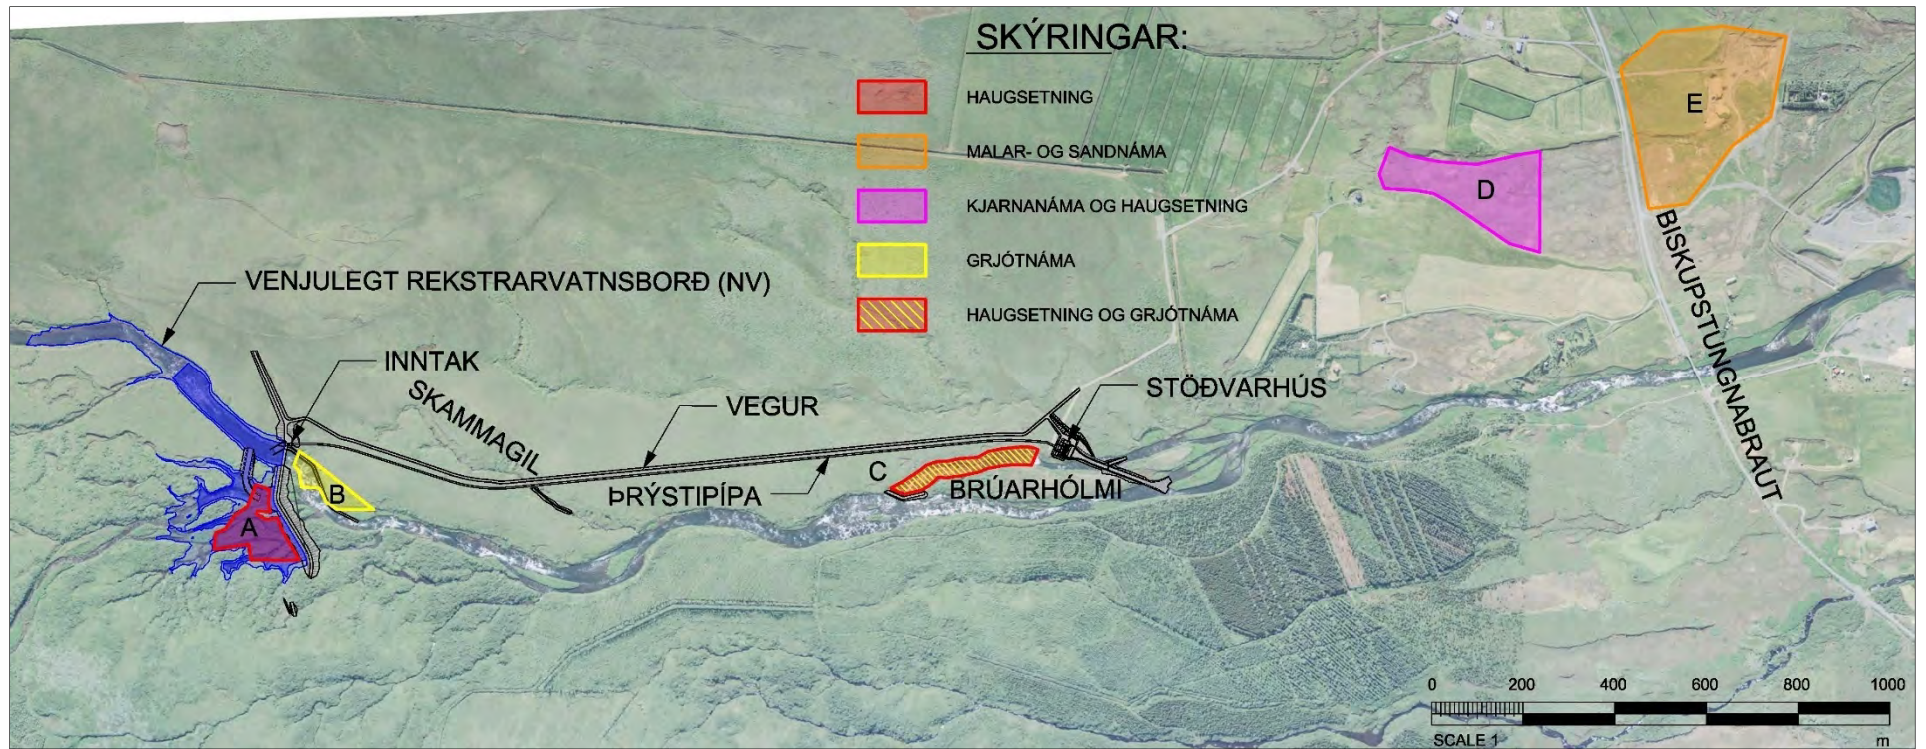 SKÝRINGAR:
HAUGSETNING
MALAR- OG SANDNÁMA
KJARNANÁMA OG HAUGSETNING
GRJÓTNÁMA
HAUGSETNING OG GRJÓTNÁMA
E
D
BISKUPSTUNGNABRAUT
VENJULEGT REKSTRARVATNSBORÐ (NV)
INNTAK
SKAMMAGIL
VEGUR
STÖÐVARHÚS
C
ÞRÝSTIPÍPA
BRÚARHÓLMI
B
A
0 200 400 600 800 1000
SCALE 1 m